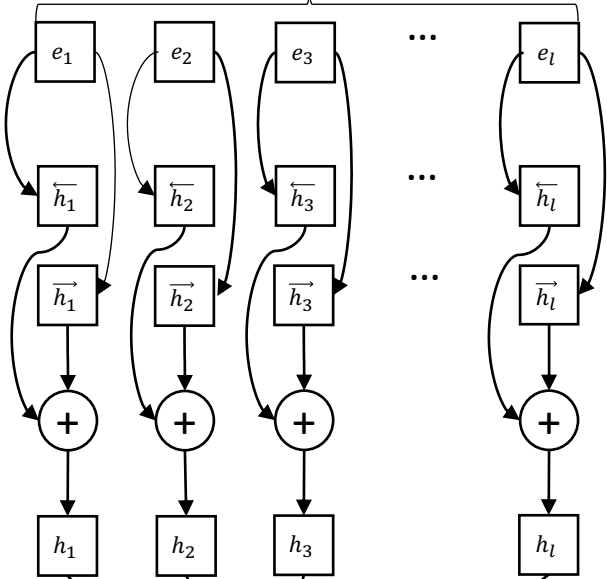 e₁ e₂ e₃ ... eₗ
←h₁ ←h₂ ←h₃ ... ←hₗ
→h₁ →h₂ →h₃ ... →hₗ
+ + + +
h₁ h₂ h₃ hₗ